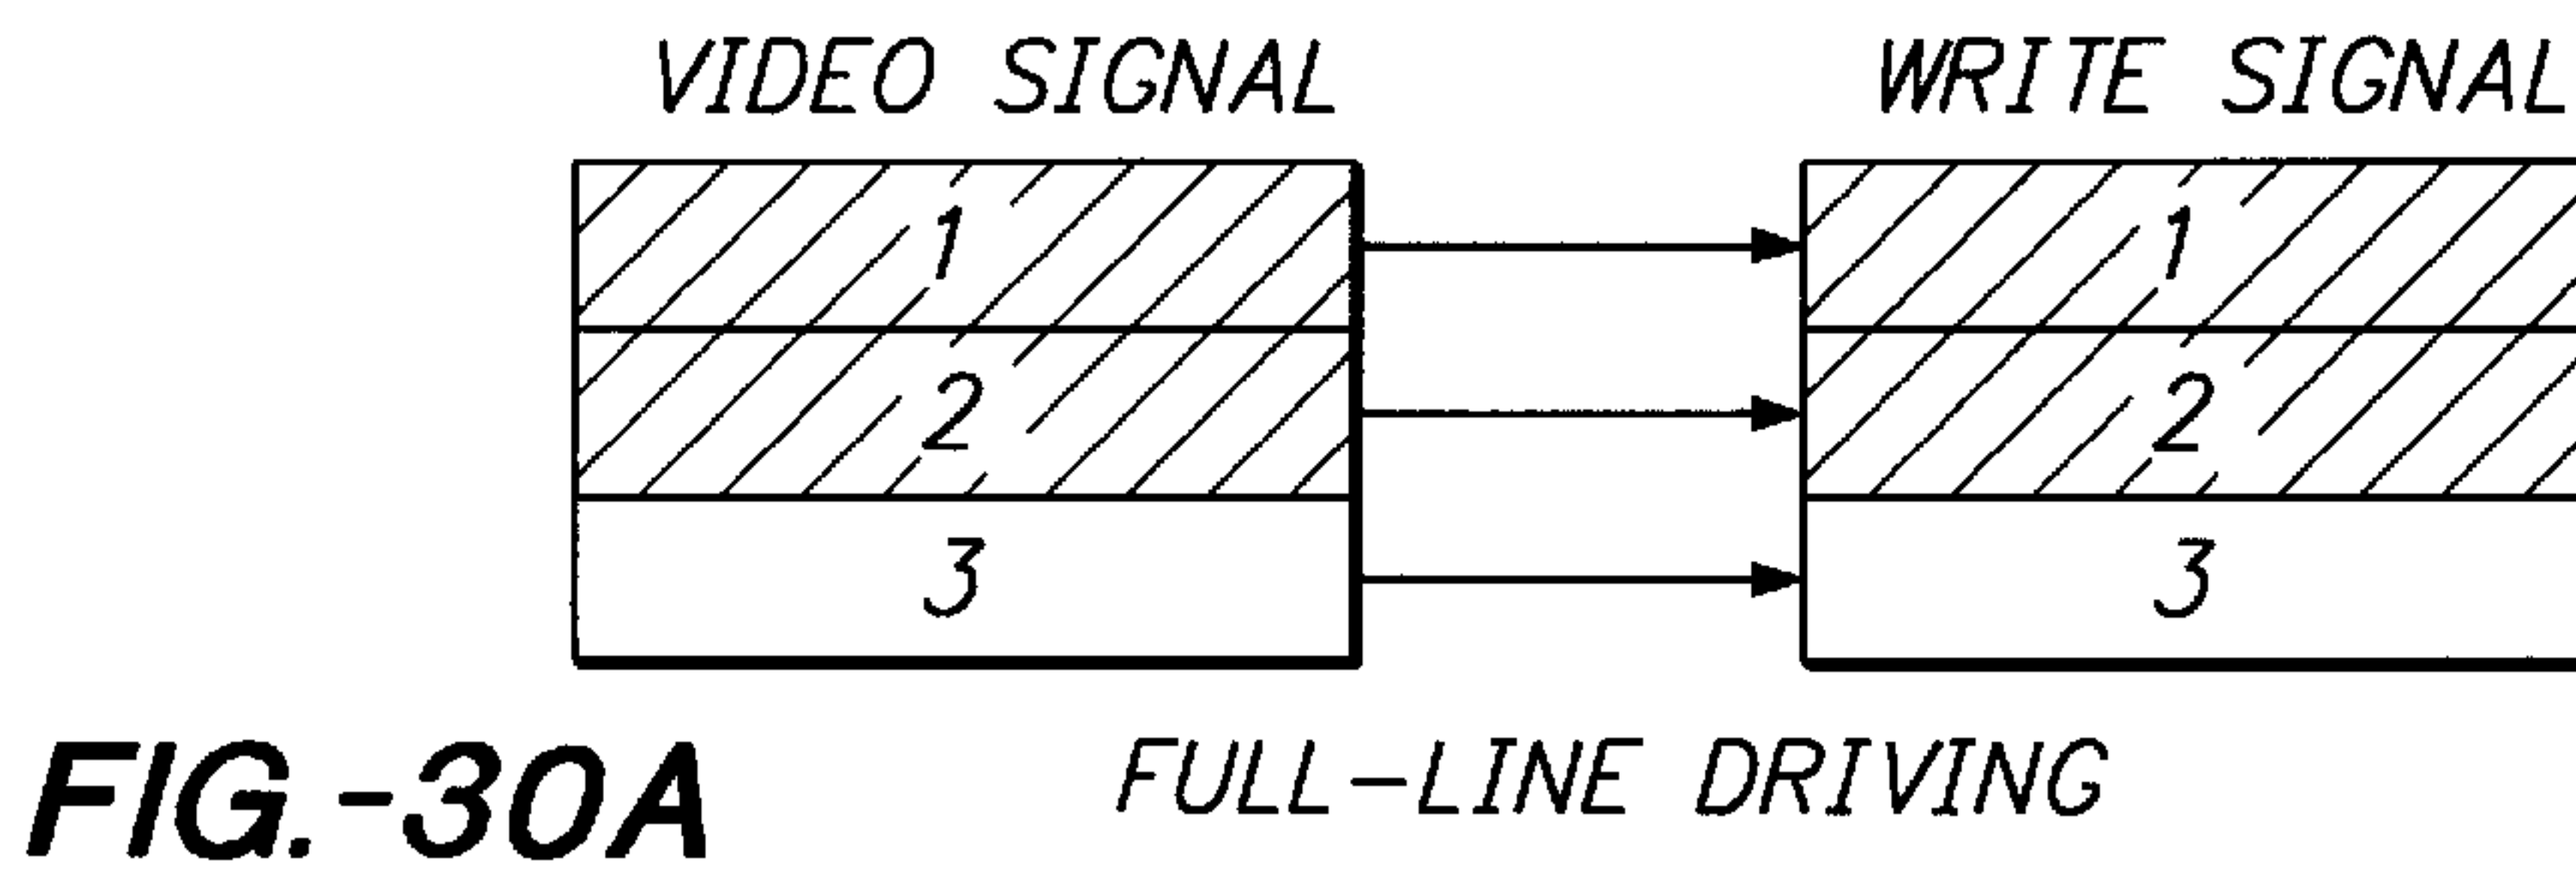 VIDEO SIGNAL WRITE SIGNAL
1 1
2 2
3 3
FULL-LINE DRIVING
FIG.-30A